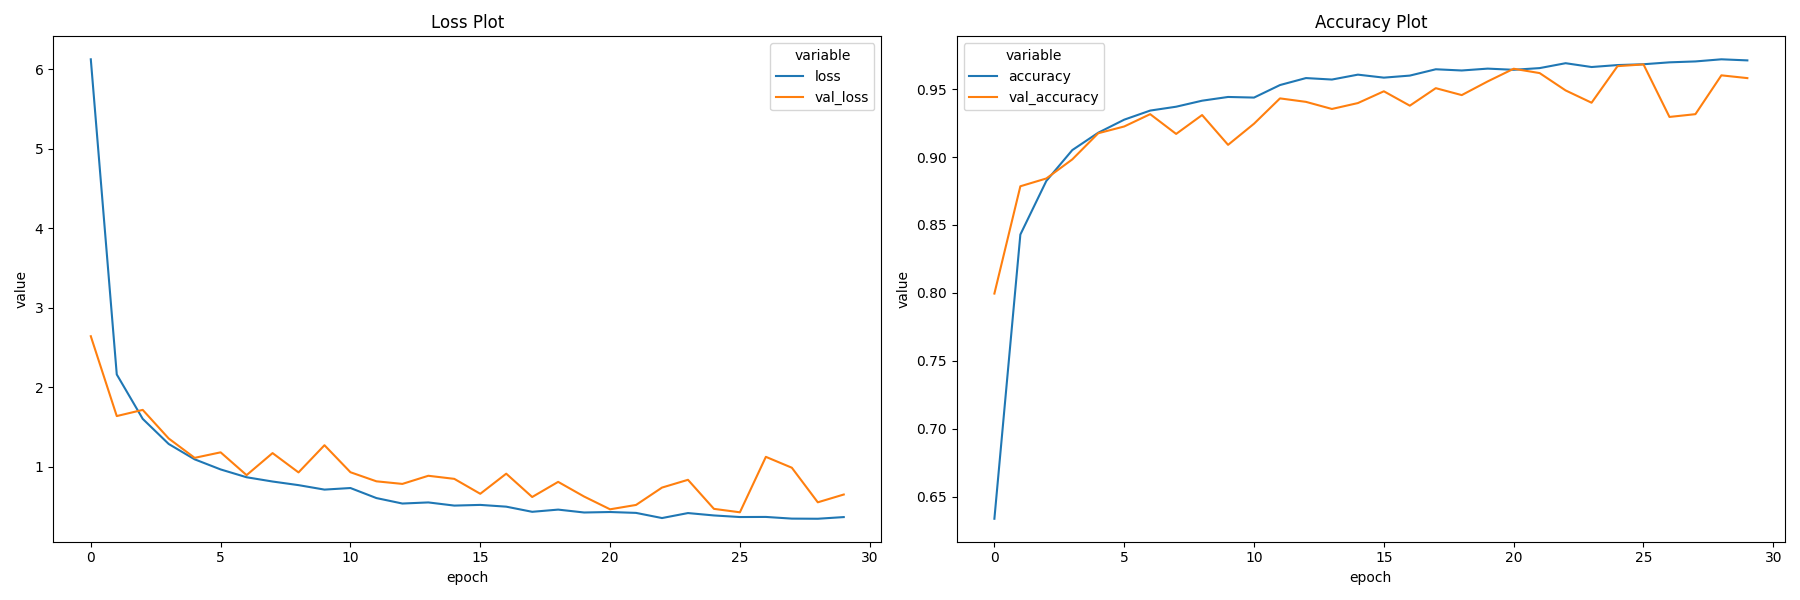 Loss Plot
variable
loss
val_loss
value
6
5
4
3
2
1
0 5 10 15 20 25 30
epoch
Accuracy Plot
variable
accuracy
val_accuracy
value
0.95
0.90
0.85
0.80
0.75
0.70
0.65
0 5 10 15 20 25 30
epoch